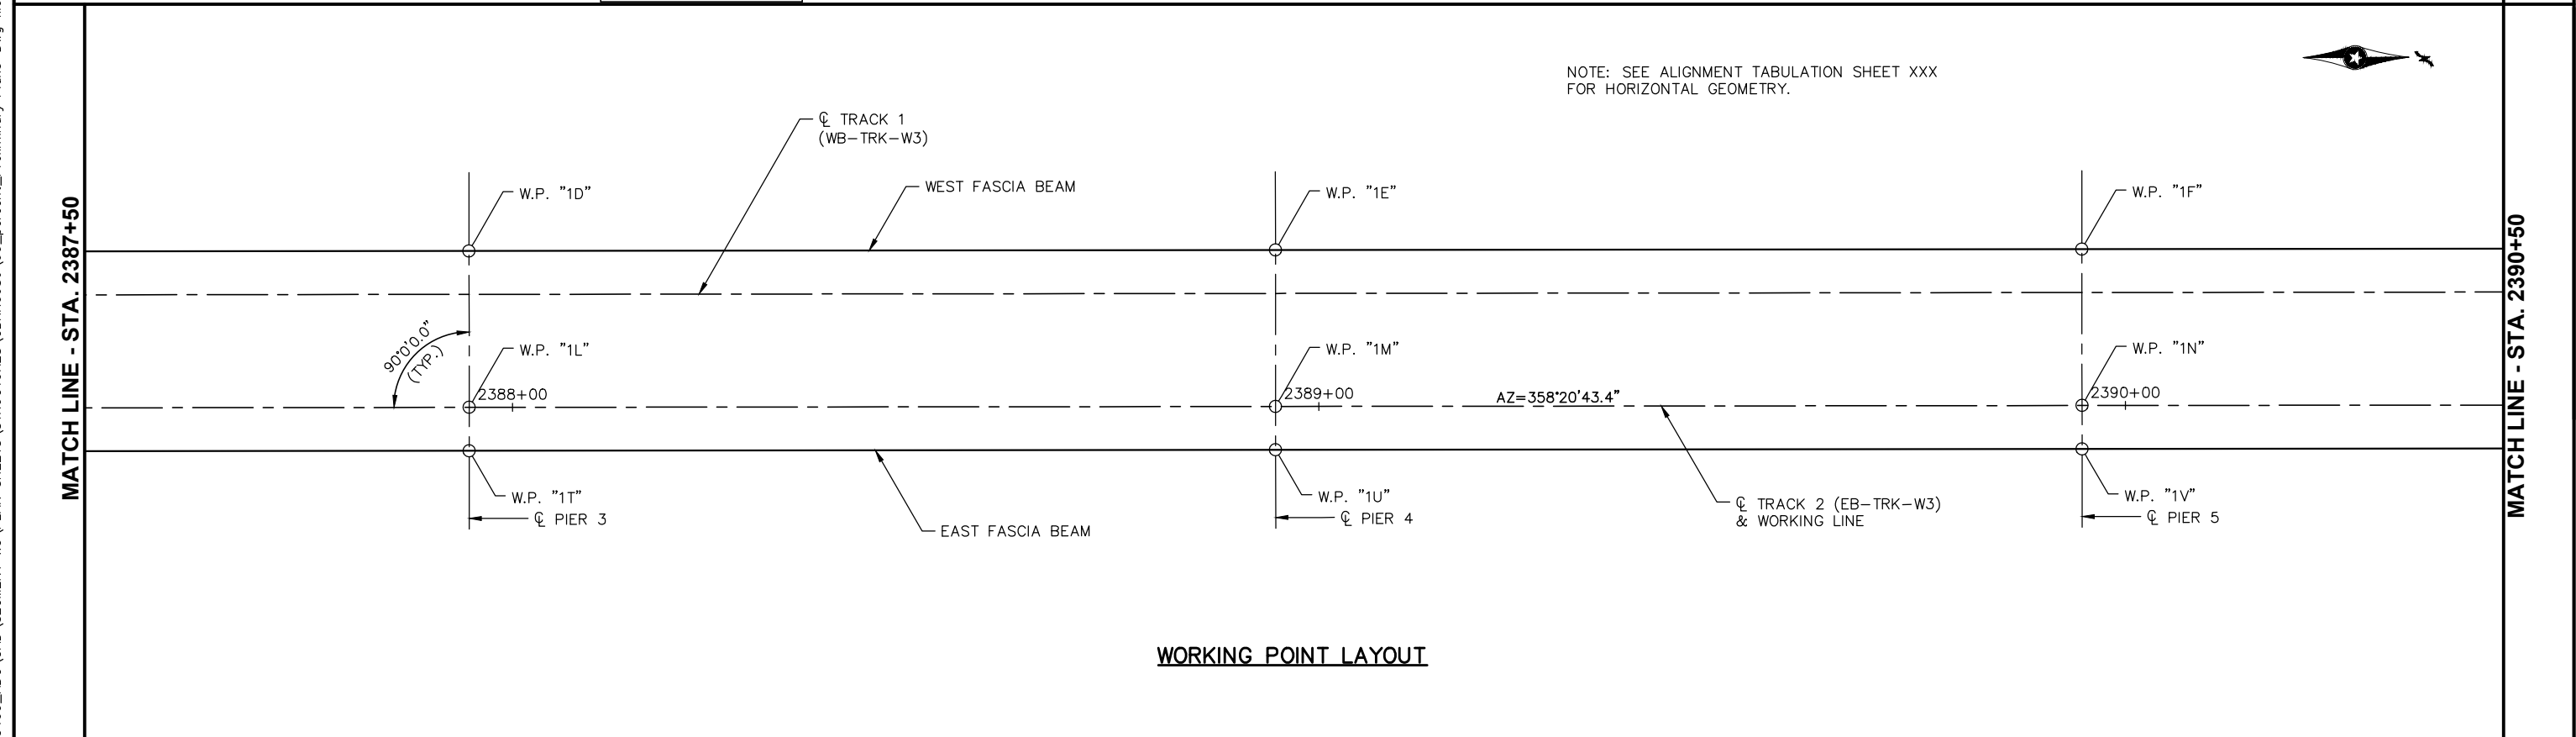 NOTE: SEE ALIGNMENT TABULATION SHEET XXX
FOR HORIZONTAL GEOMETRY.
℄ TRACK 1
(WB-TRK-W3)
WEST FASCIA BEAM
W.P. "1D"
W.P. "1E"
W.P. "1F"
MATCH LINE - STA. 2387+50
MATCH LINE - STA. 2390+50
90°0'0.0"
(TYP.)
W.P. "1L"
W.P. "1M"
W.P. "1N"
2388+00
2389+00
AZ=358°20'43.4"
2390+00
W.P. "1T"
W.P. "1U"
W.P. "1V"
℄ PIER 3
℄ PIER 4
℄ PIER 5
EAST FASCIA BEAM
℄ TRACK 2 (EB-TRK-W3)
& WORKING LINE
WORKING POINT LAYOUT